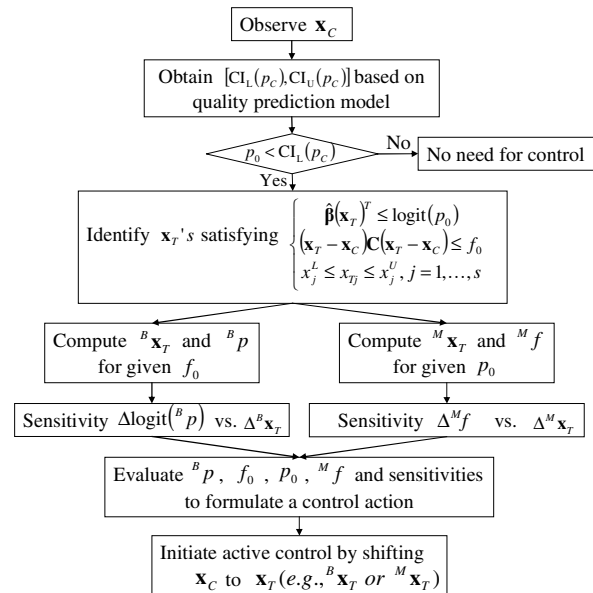 Observe x_C
Obtain [CI_L(p_C),CI_U(p_C)] based on
quality prediction model
p_0 < CI_L(p_C)
No
No need for control
Yes
Identify x_T's satisfying
β̂(x_T)^T ≤ logit(p_0)
(x_T − x_C)C(x_T − x_C) ≤ f_0
x_j^L ≤ x_Tj ≤ x_j^U, j = 1,…,s
Compute ^B x_T and ^B p
for given f_0
Compute ^M x_T and ^M f
for given p_0
Sensitivity Δlogit(^B p) vs. Δ^B x_T
Sensitivity Δ^M f vs. Δ^M x_T
Evaluate ^B p , f_0 , p_0 , ^M f and sensitivities
to formulate a control action
Initiate active control by shifting
x_C to x_T(e.g., ^B x_T or ^M x_T)